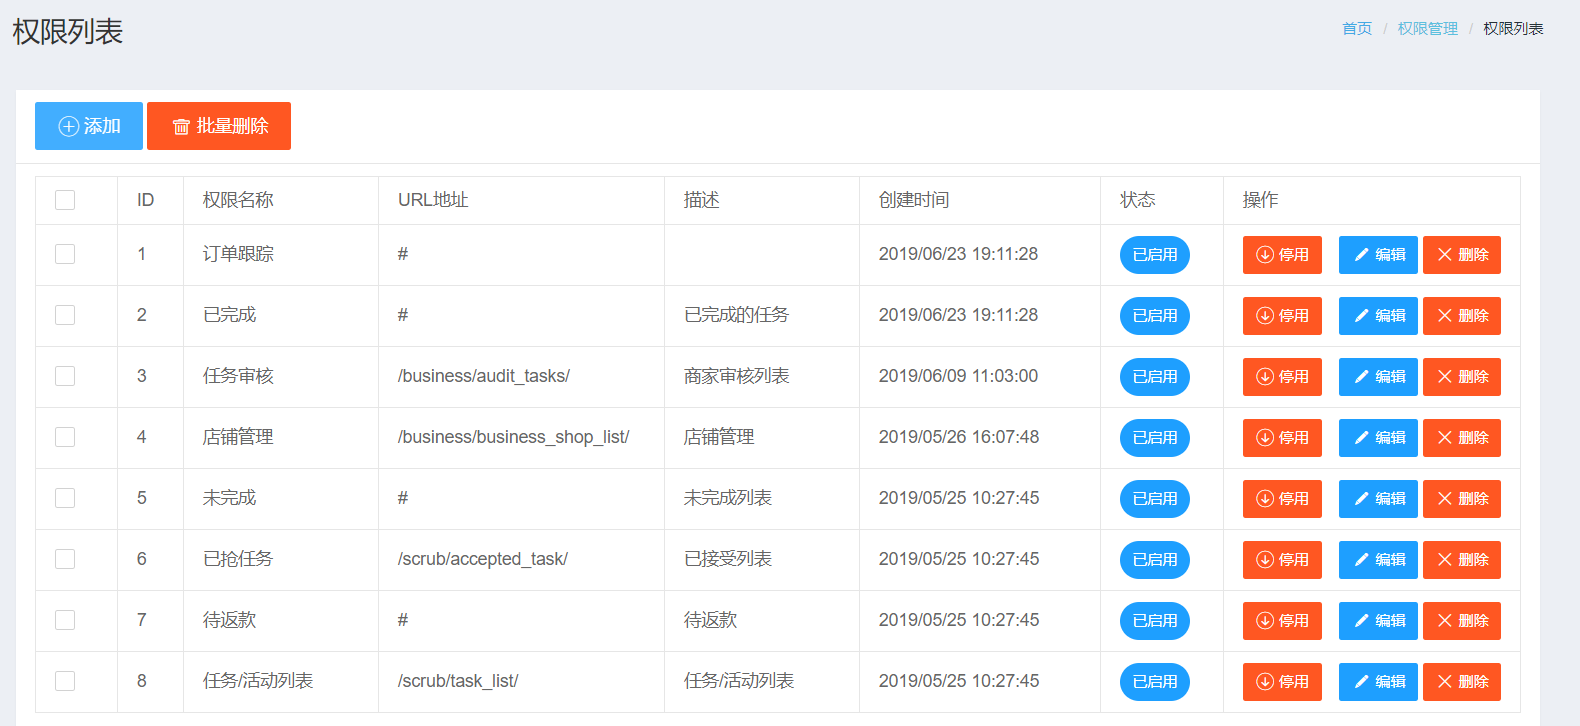 权限列表
首页 / 权限管理 / 权限列表
添加 批量删除
ID 权限名称 URL地址 描述 创建时间 状态 操作
1 订单跟踪 # 2019/06/23 19:11:28 已启用 停用 编辑 删除
2 已完成 # 已完成的任务 2019/06/23 19:11:28 已启用 停用 编辑 删除
3 任务审核 /business/audit_tasks/ 商家审核列表 2019/06/09 11:03:00 已启用 停用 编辑 删除
4 店铺管理 /business/business_shop_list/ 店铺管理 2019/05/26 16:07:48 已启用 停用 编辑 删除
5 未完成 # 未完成列表 2019/05/25 10:27:45 已启用 停用 编辑 删除
6 已抢任务 /scrub/accepted_task/ 已接受列表 2019/05/25 10:27:45 已启用 停用 编辑 删除
7 待返款 # 待返款 2019/05/25 10:27:45 已启用 停用 编辑 删除
8 任务/活动列表 /scrub/task_list/ 任务/活动列表 2019/05/25 10:27:45 已启用 停用 编辑 删除